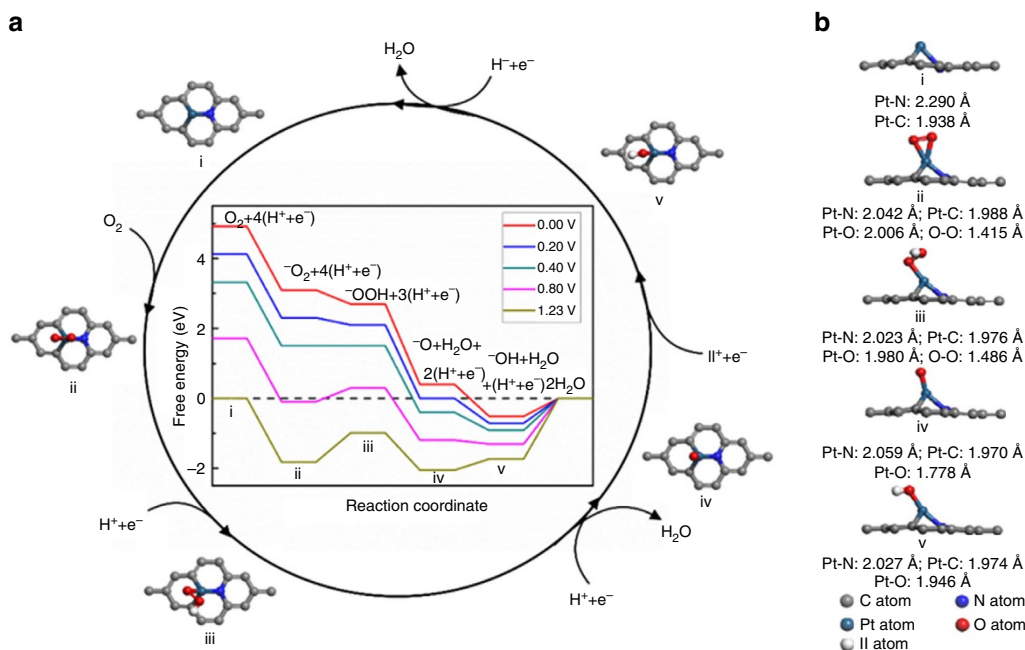 a
H₂O
H⁻+e⁻
i
v
O₂
ii
O₂+4(H⁺+e⁻)
⁻O₂+4(H⁺+e⁻)
⁻OOH+3(H⁺+e⁻)
⁻O+H₂O+
2(H⁺+e⁻)
⁻OH+H₂O
+(H⁺+e⁻)
2H₂O
0.00 V
0.20 V
0.40 V
0.80 V
1.23 V
Free energy (eV)
4
2
0
−2
i
ii
iii
iv
v
Reaction coordinate
II⁺+e⁻
iv
H⁺+e⁻
iii
H₂O
H⁺+e⁻
b
i
Pt-N: 2.290 Å
Pt-C: 1.938 Å
ii
Pt-N: 2.042 Å; Pt-C: 1.988 Å
Pt-O: 2.006 Å; O-O: 1.415 Å
iii
Pt-N: 2.023 Å; Pt-C: 1.976 Å
Pt-O: 1.980 Å; O-O: 1.486 Å
iv
Pt-N: 2.059 Å; Pt-C: 1.970 Å
Pt-O: 1.778 Å
v
Pt-N: 2.027 Å; Pt-C: 1.974 Å
Pt-O: 1.946 Å
C atom
N atom
Pt atom
O atom
II atom